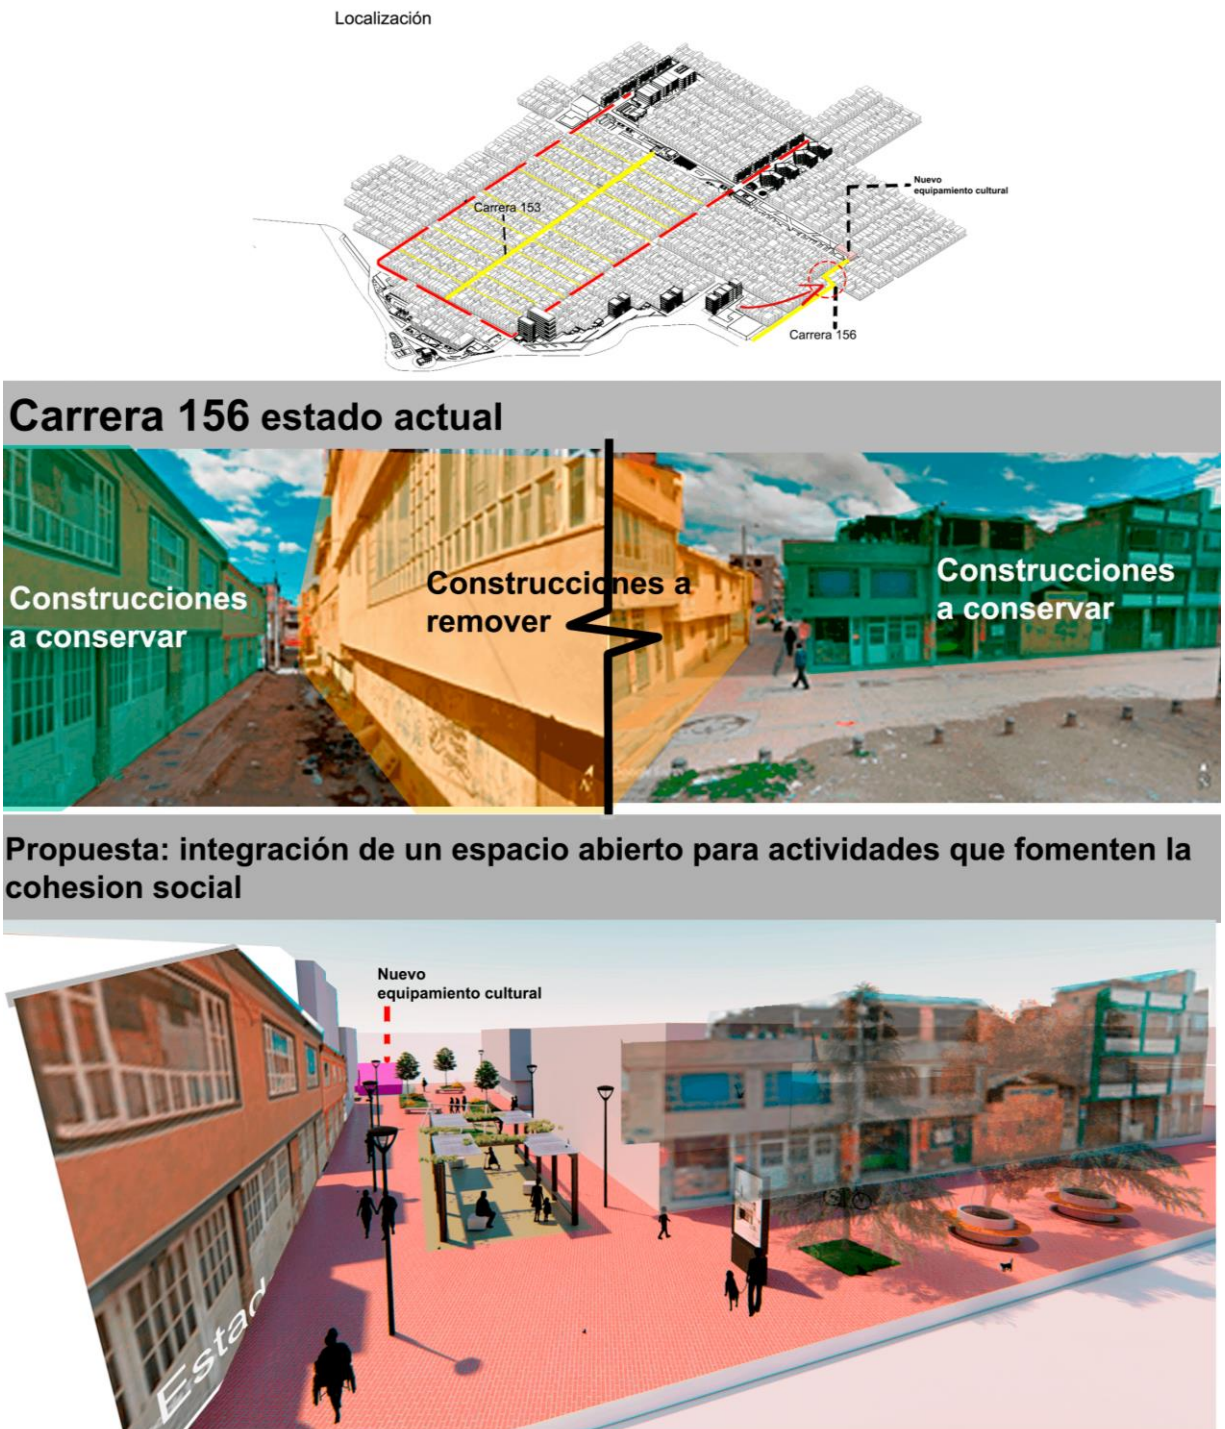 Localización
Nuevo
equipamiento cultural
Carrera 153
Carrera 156
Carrera 156 estado actual
Construcciones
a conservar
Construcciones a
remover
Construcciones
a conservar
Propuesta: integración de un espacio abierto para actividades que fomenten la
cohesion social
Nuevo
equipamiento cultural
Estad